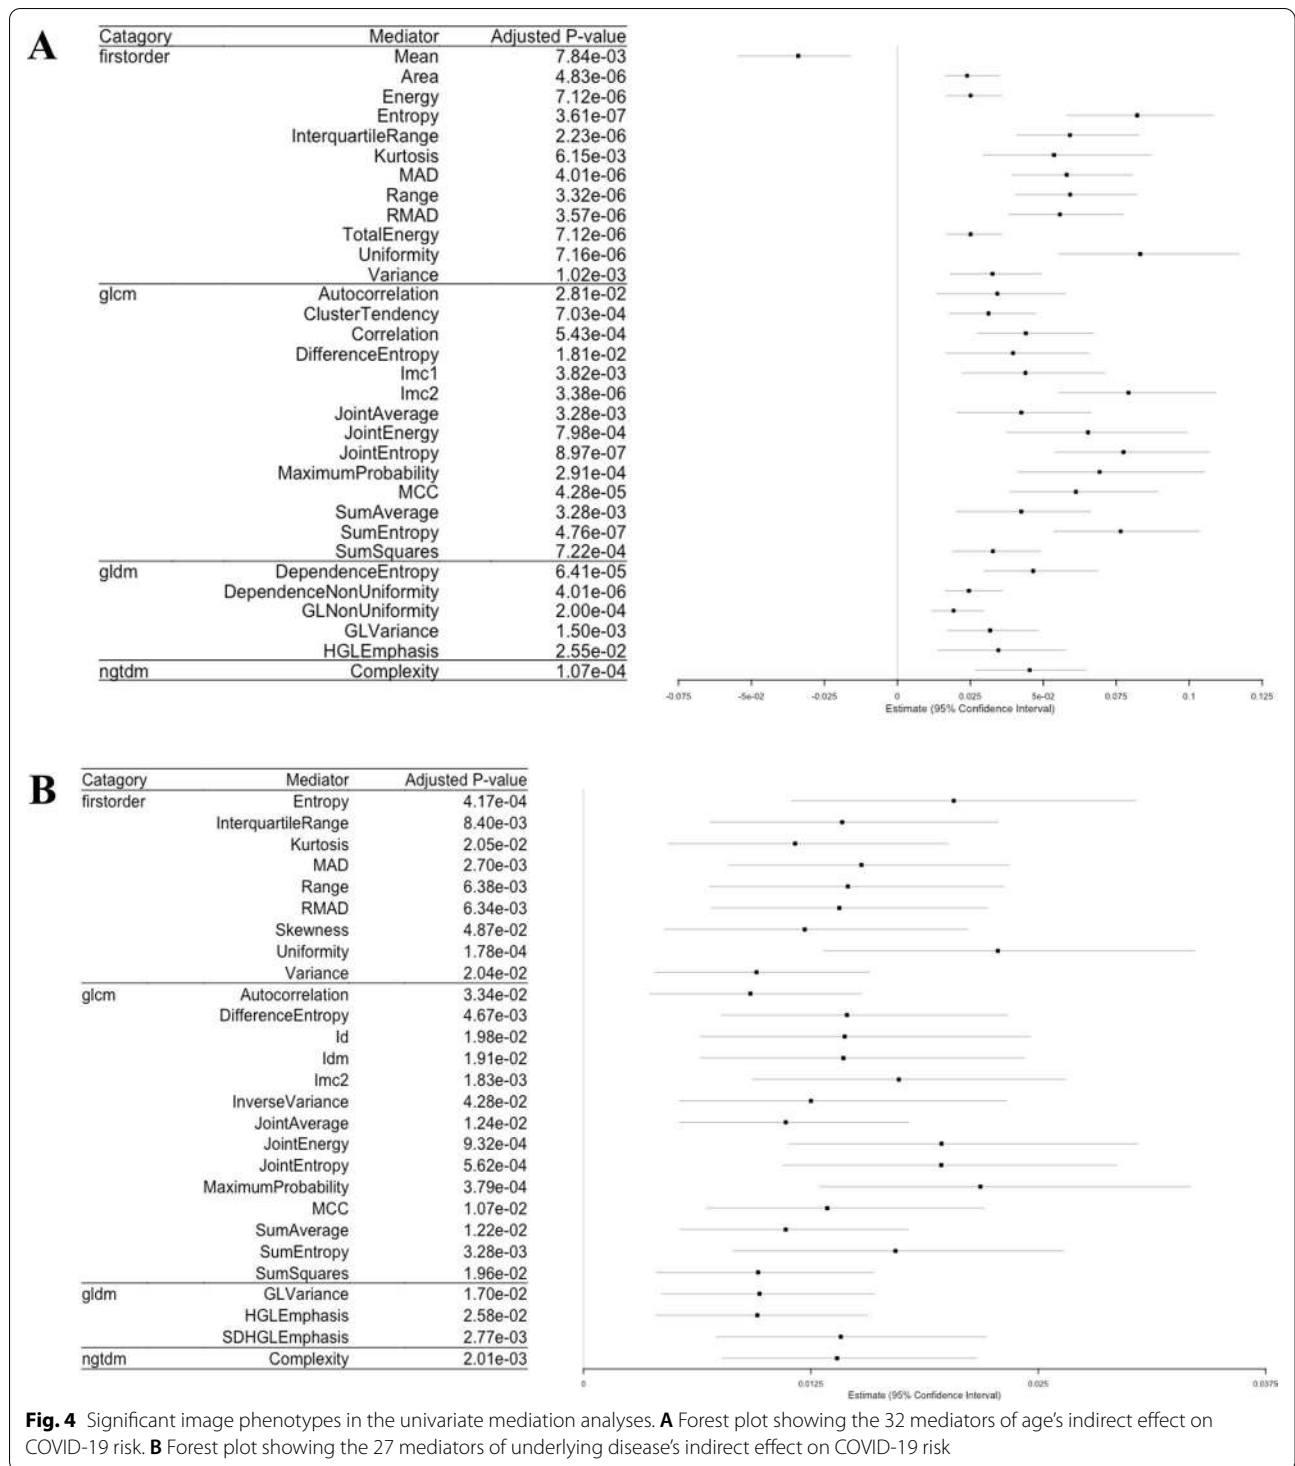 A
Catagory Mediator Adjusted P-value
firstorder Mean 7.84e-03
Area 4.83e-06
Energy 7.12e-06
Entropy 3.61e-07
InterquartileRange 2.23e-06
Kurtosis 6.15e-03
MAD 4.01e-06
Range 3.32e-06
RMAD 3.57e-06
TotalEnergy 7.12e-06
Uniformity 7.16e-06
Variance 1.02e-03
glcm Autocorrelation 2.81e-02
ClusterTendency 7.03e-04
Correlation 5.43e-04
DifferenceEntropy 1.81e-02
Imc1 3.82e-03
Imc2 3.38e-06
JointAverage 3.28e-03
JointEnergy 7.98e-04
JointEntropy 8.97e-07
MaximumProbability 2.91e-04
MCC 4.28e-05
SumAverage 3.28e-03
SumEntropy 4.76e-07
SumSquares 7.22e-04
gldm DependenceEntropy 6.41e-05
DependenceNonUniformity 4.01e-06
GLNonUniformity 2.00e-04
GLVariance 1.50e-03
HGLEmphasis 2.55e-02
ngtdm Complexity 1.07e-04
-0.075 -5e-02 -0.025 0 0.025 5e-02 0.075 0.1 0.125
Estimate (95% Confidence Interval)
B
Catagory Mediator Adjusted P-value
firstorder Entropy 4.17e-04
InterquartileRange 8.40e-03
Kurtosis 2.05e-02
MAD 2.70e-03
Range 6.38e-03
RMAD 6.34e-03
Skewness 4.87e-02
Uniformity 1.78e-04
Variance 2.04e-02
glcm Autocorrelation 3.34e-02
DifferenceEntropy 4.67e-03
Id 1.98e-02
Idm 1.91e-02
Imc2 1.83e-03
InverseVariance 4.28e-02
JointAverage 1.24e-02
JointEnergy 9.32e-04
JointEntropy 5.62e-04
MaximumProbability 3.79e-04
MCC 1.07e-02
SumAverage 1.22e-02
SumEntropy 3.28e-03
SumSquares 1.96e-02
gldm GLVariance 1.70e-02
HGLEmphasis 2.58e-02
SDHGLEmphasis 2.77e-03
ngtdm Complexity 2.01e-03
0 0.0125 0.025 0.0375
Estimate (95% Confidence Interval)
Fig. 4 Significant image phenotypes in the univariate mediation analyses. A Forest plot showing the 32 mediators of age's indirect effect on
COVID-19 risk. B Forest plot showing the 27 mediators of underlying disease's indirect effect on COVID-19 risk